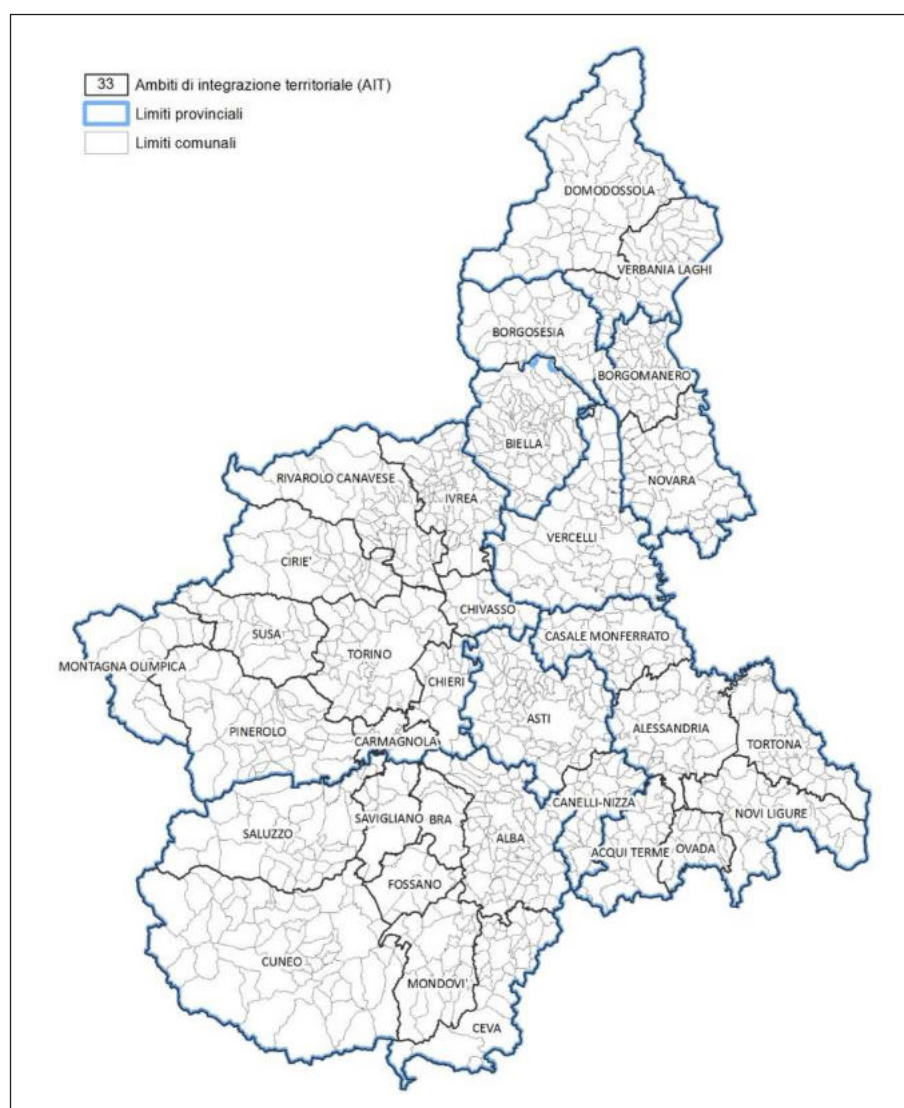 33 Ambiti di integrazione territoriale (AIT)
Limiti provinciali
Limiti comunali
DOMODOSSOLA
VERBANIA LAGHI
BORGOSESIA
BORGOMANERO
BIELLA
RIVAROLO CANAVESE
IVREA
NOVARA
VERCELLI
CIRIE'
CHIVASSO
SUSA
CASALE MONFERRATO
TORINO
MONTAGNA OLIMPICA
CHIERI
ASTI
ALESSANDRIA
PINEROLO
CARMAGNOLA
TORTONA
CANELLI-NIZZA
SAVIGLIANO
BRA
NOVI LIGURE
SALUZZO
ALBA
ACQUI TERME
OVADA
FOSSANO
CUNEO
MONDOVI'
CEVA